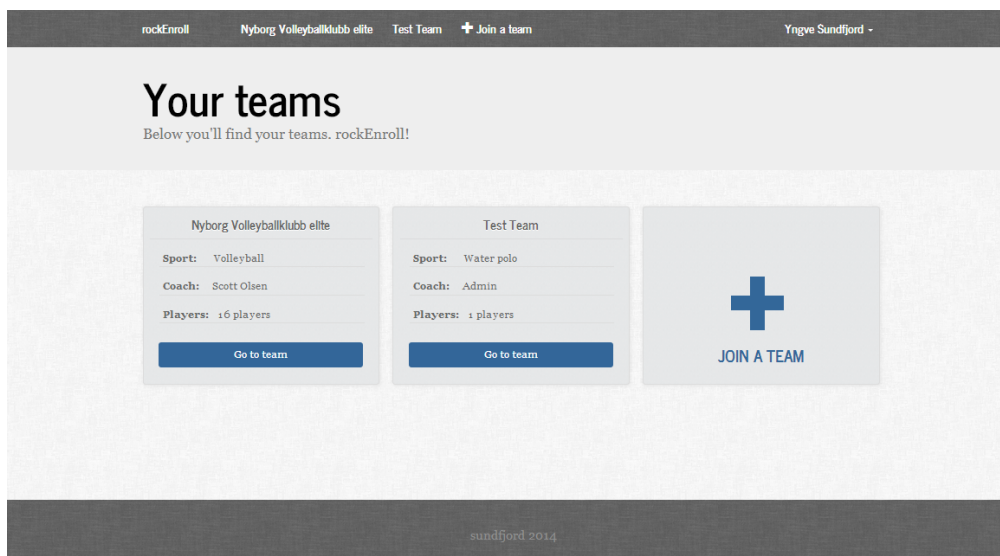 rockEnroll Nyborg Volleyballklubb elite Test Team Join a team Yngve Sundfjord
Your teams
Below you'll find your teams. rockEnroll!
Nyborg Volleyballklubb elite
Sport: Volleyball
Coach: Scott Olsen
Players: 16 players
Go to team
Test Team
Sport: Water polo
Coach: Admin
Players: 1 players
Go to team
JOIN A TEAM
sundfjord 2014